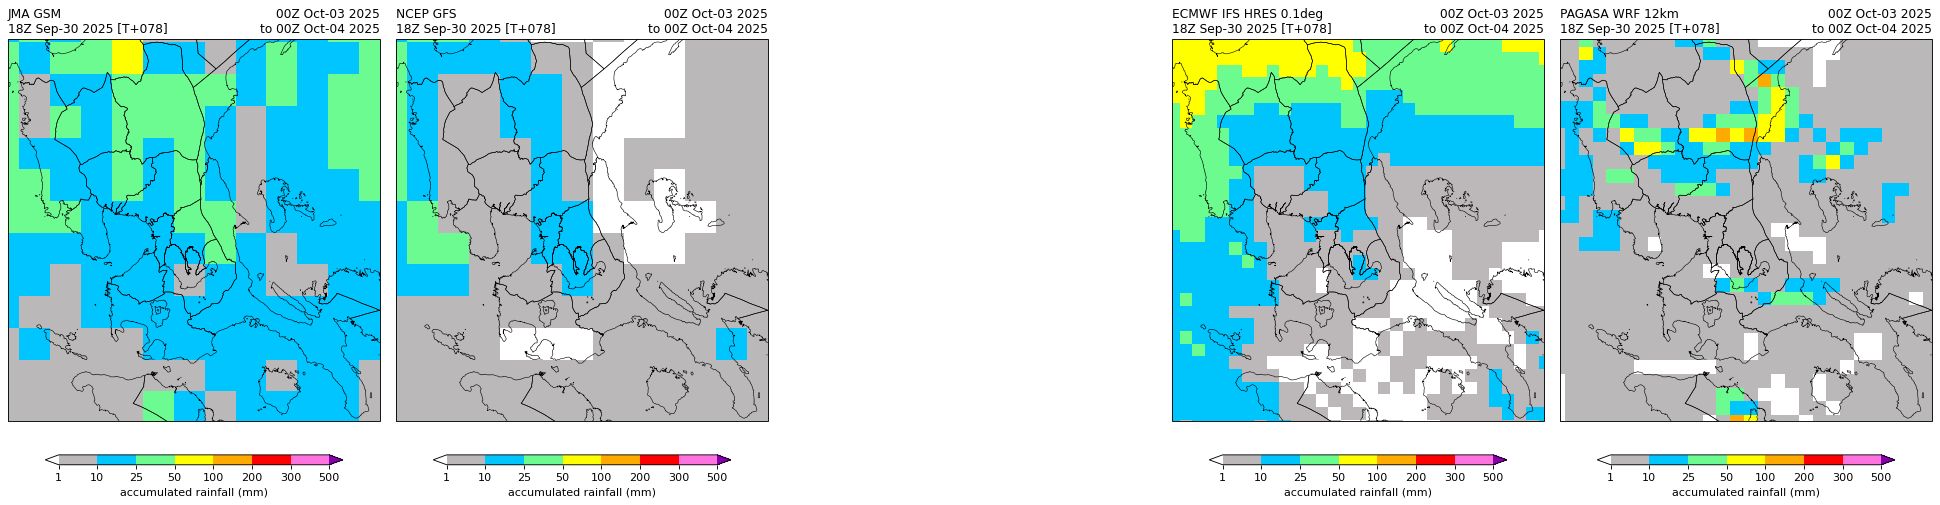 JMA GSM 00Z Oct-03 2025
18Z Sep-30 2025 [T+078] to 00Z Oct-04 2025
1 10 25 50 100 200 300 500
accumulated rainfall (mm)
NCEP GFS 00Z Oct-03 2025
18Z Sep-30 2025 [T+078] to 00Z Oct-04 2025
1 10 25 50 100 200 300 500
accumulated rainfall (mm)
ECMWF IFS HRES 0.1deg 00Z Oct-03 2025
18Z Sep-30 2025 [T+078] to 00Z Oct-04 2025
1 10 25 50 100 200 300 500
accumulated rainfall (mm)
PAGASA WRF 12km 00Z Oct-03 2025
18Z Sep-30 2025 [T+078] to 00Z Oct-04 2025
1 10 25 50 100 200 300 500
accumulated rainfall (mm)